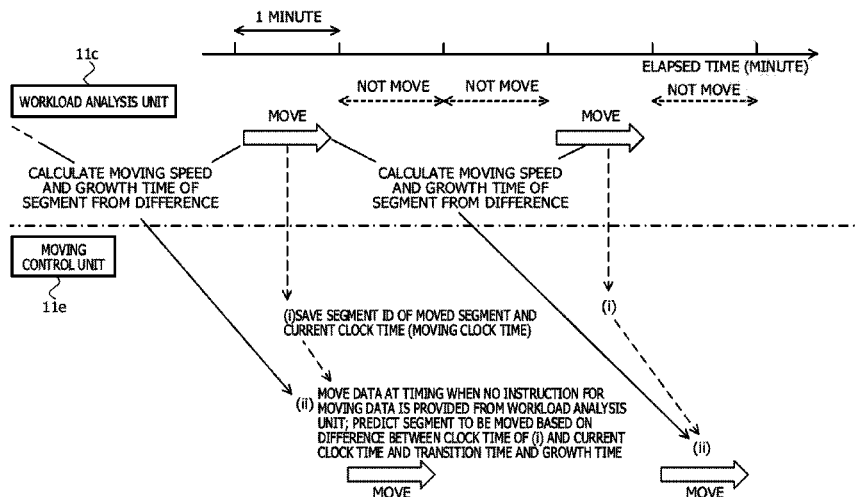 1 MINUTE
11c
ELAPSED TIME (MINUTE)
WORKLOAD ANALYSIS UNIT
NOT MOVE
NOT MOVE
NOT MOVE
MOVE
MOVE
CALCULATE MOVING SPEED
AND GROWTH TIME OF
SEGMENT FROM DIFFERENCE
CALCULATE MOVING SPEED
AND GROWTH TIME OF
SEGMENT FROM DIFFERENCE
MOVING
CONTROL UNIT
11e
(i)SAVE SEGMENT ID OF MOVED SEGMENT AND
CURRENT CLOCK TIME (MOVING CLOCK TIME)
(i)
(ii) MOVE DATA AT TIMING WHEN NO INSTRUCTION FOR
MOVING DATA IS PROVIDED FROM WORKLOAD ANALYSIS
UNIT; PREDICT SEGMENT TO BE MOVED BASED ON
DIFFERENCE BETWEEN CLOCK TIME OF (i) AND CURRENT
CLOCK TIME AND TRANSITION TIME AND GROWTH TIME
(ii)
MOVE
MOVE